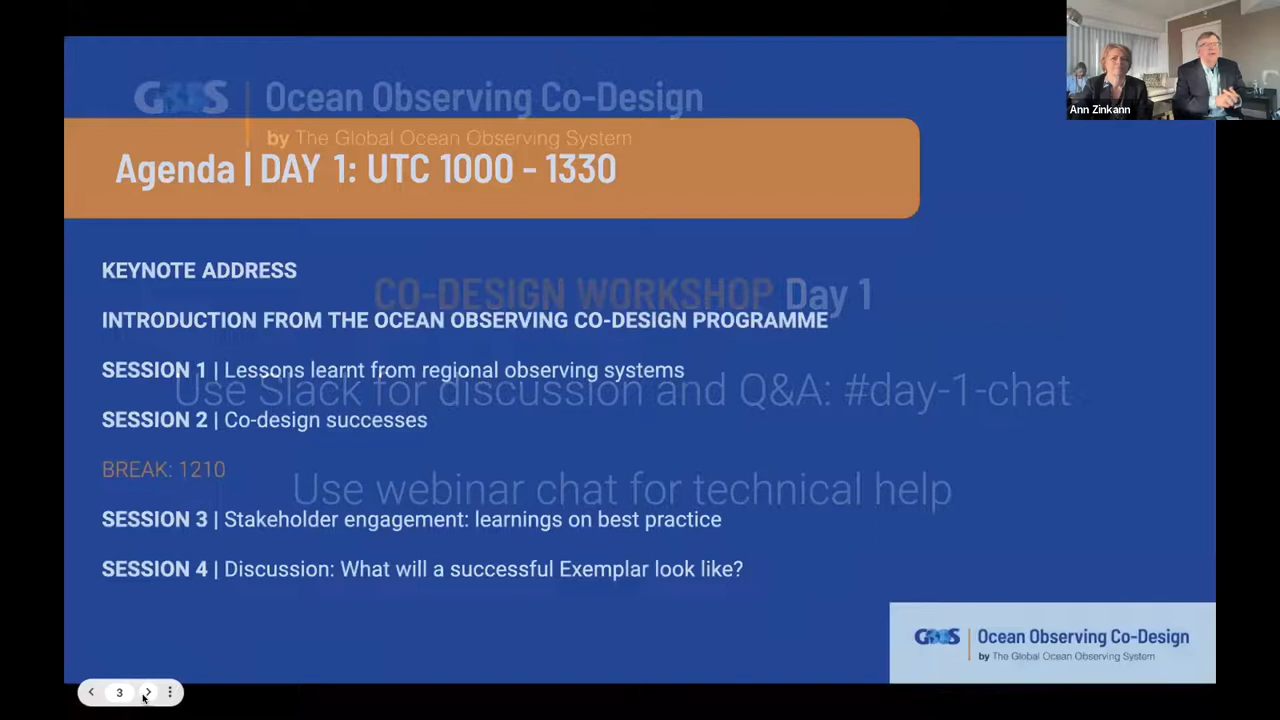 Ann Zinkann
GOOS | Ocean Observing Co-Design
by The Global Ocean Observing System
Agenda | DAY 1: UTC 1000 - 1330
KEYNOTE ADDRESS
CO-DESIGN WORKSHOP Day 1
INTRODUCTION FROM THE OCEAN OBSERVING CO-DESIGN PROGRAMME
SESSION 1 | Lessons learnt from regional observing systems
Use Slack for discussion and Q&A: #day-1-chat
SESSION 2 | Co-design successes
BREAK: 1210
Use webinar chat for technical help
SESSION 3 | Stakeholder engagement: learnings on best practice
SESSION 4 | Discussion: What will a successful Exemplar look like?
GOOS | Ocean Observing Co-Design
by The Global Ocean Observing System
3